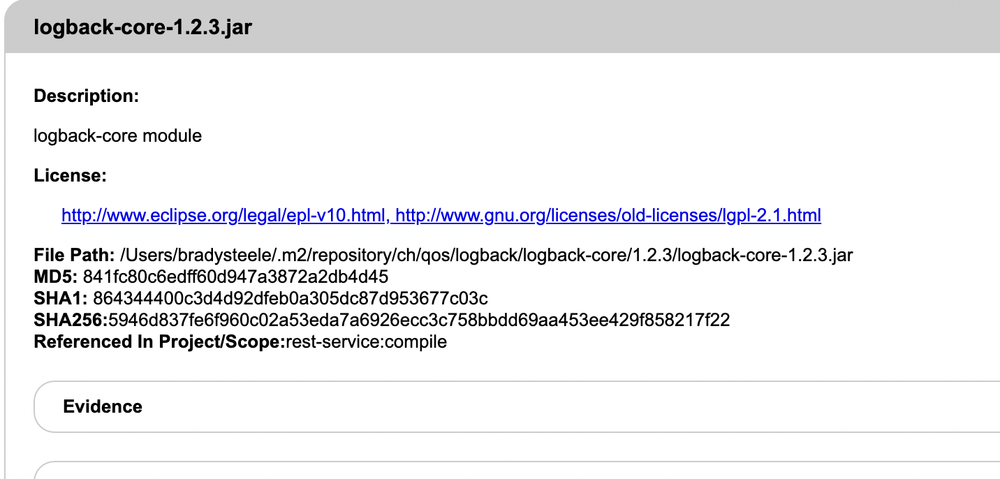 logback-core-1.2.3.jar
Description:
logback-core module
License:
http://www.eclipse.org/legal/epl-v10.html, http://www.gnu.org/licenses/old-licenses/lgpl-2.1.html
File Path: /Users/bradysteele/.m2/repository/ch/qos/logback/logback-core/1.2.3/logback-core-1.2.3.jar
MD5: 841fc80c6edff60d947a3872a2db4d45
SHA1: 864344400c3d4d92dfeb0a305dc87d953677c03c
SHA256:5946d837fe6f960c02a53eda7a6926ecc3c758bbdd69aa453ee429f858217f22
Referenced In Project/Scope:rest-service:compile
Evidence